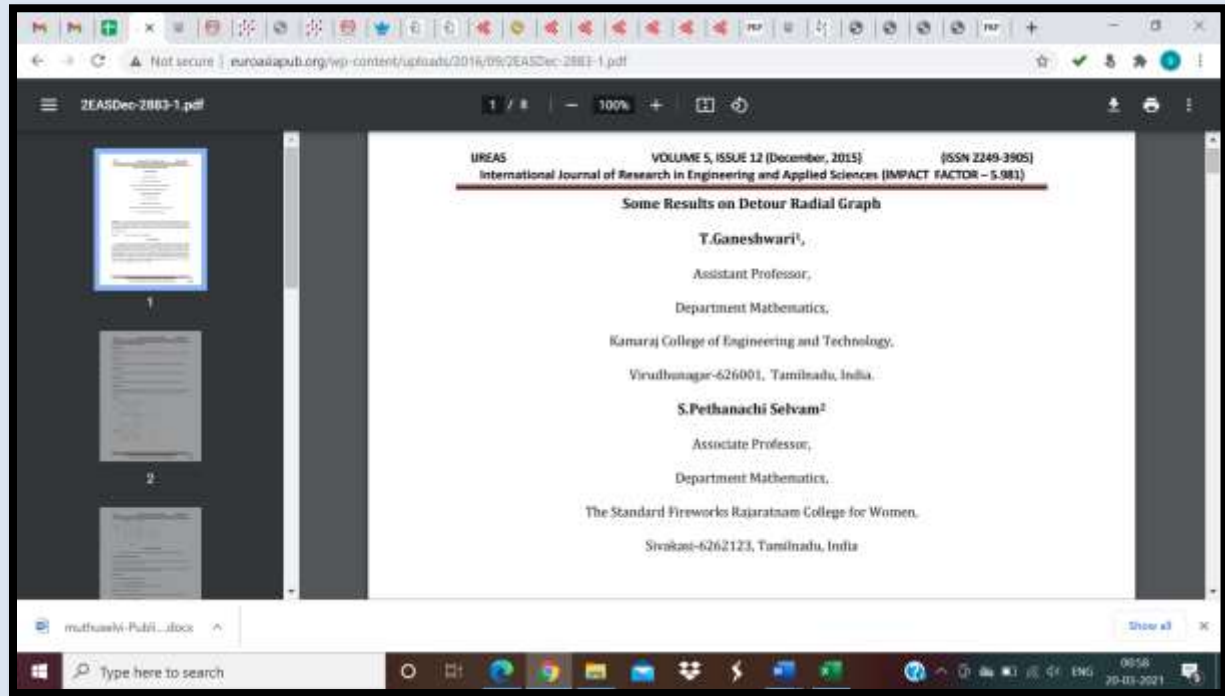 Not secure | euroasiapub.org/wp-content/uploads/2016/09/2EASDec-2883-1.pdf
2EASDec-2883-1.pdf
1 / 8 | − 100% +
IJREAS VOLUME 5, ISSUE 12 (December, 2015) (ISSN 2249-3905)
International Journal of Research in Engineering and Applied Sciences (IMPACT FACTOR – 5.981)
Some Results on Detour Radial Graph
T.Ganeshwari¹,
Assistant Professor,
Department Mathematics,
Kamaraj College of Engineering and Technology,
Virudhunagar-626001, Tamilnadu, India.
S.Pethanachi Selvam²
Associate Professor,
Department Mathematics,
The Standard Fireworks Rajaratnam College for Women,
Sivakasi-6262123, Tamilnadu, India
1
2
muthuselvi-Publi....docx
Show all
Type here to search
ENG
00:58
20-03-2021